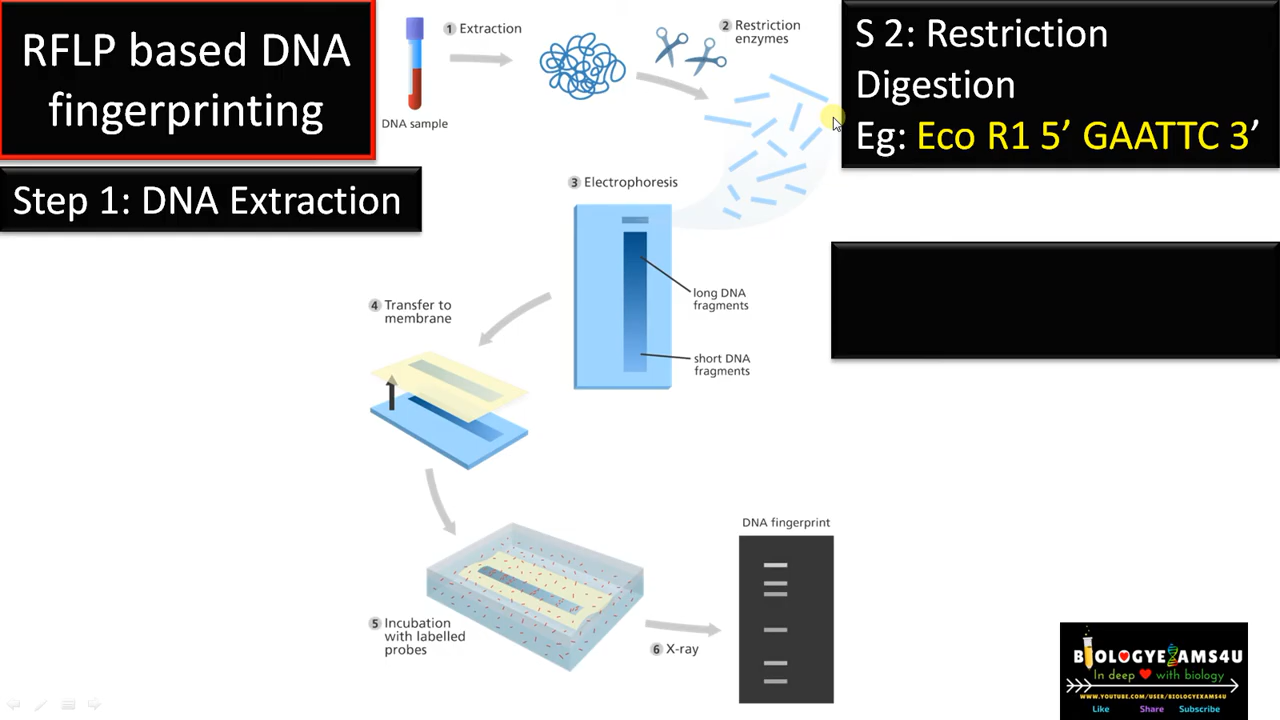 RFLP based DNA
fingerprinting
Step 1: DNA Extraction
1 Extraction
2 Restriction
enzymes
DNA sample
S 2: Restriction
Digestion
Eg: Eco R1 5’ GAATTC 3’
3 Electrophoresis
long DNA
fragments
short DNA
fragments
4 Transfer to
membrane
5 Incubation
with labelled
probes
6 X-ray
DNA fingerprint
BIOLOGYEXAMS4U
In deep with biology
WWW.YOUTUBE.COM/USER/BIOLOGYEXAMS4U
Like Share Subscribe